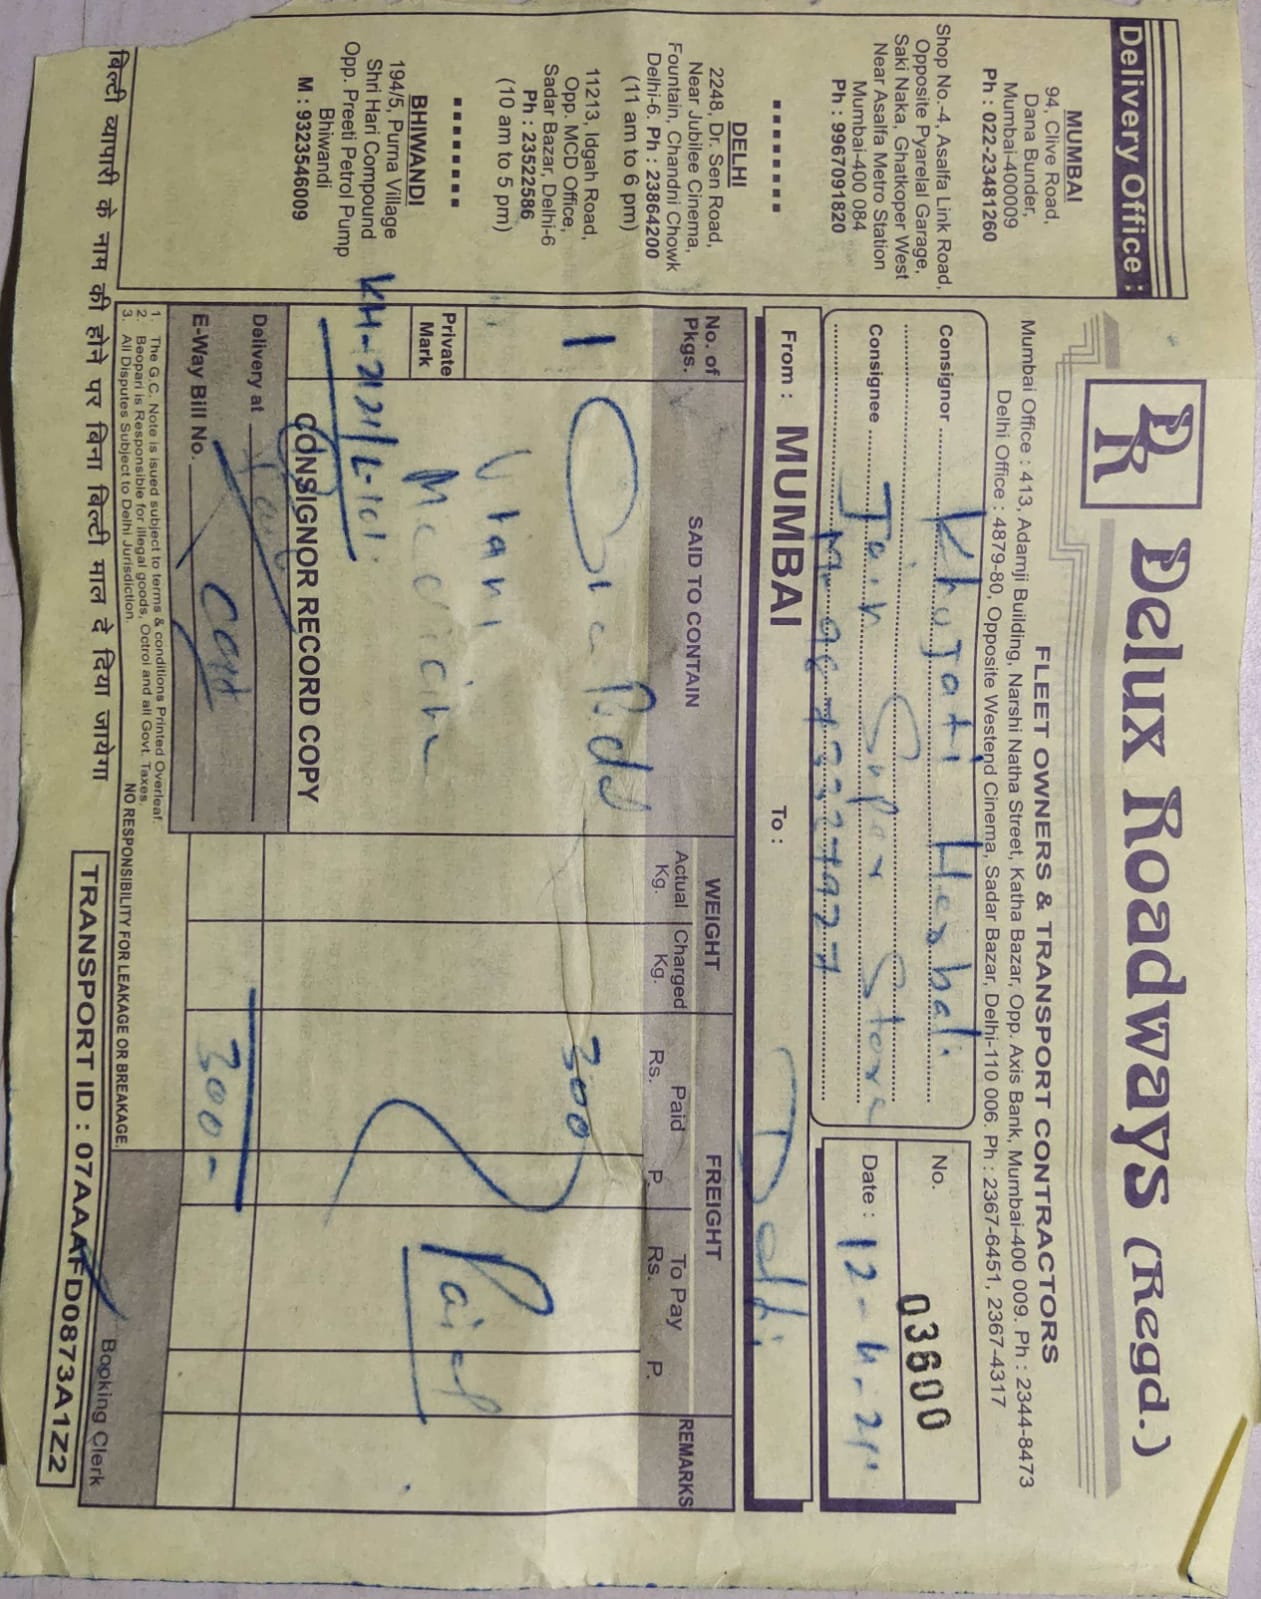 Delivery Office :
MUMBAI
94, Clive Road,
Dana Bunder,
Mumbai-400009
Ph : 022-23481260
Shop No.-4, Asalfa Link Road,
Opposite Pyarelal Garage,
Saki Naka, Ghatkoper West
Near Asalfa Metro Station
Mumbai-400 084
Ph : 9967091820
DELHI
2248, Dr. Sen Road,
Near Jubilee Cinema,
Fountain, Chandni Chowk
Delhi-6. Ph : 23864200
(11 am to 6 pm)
11213, Idgah Road,
Opp. MCD Office,
Sadar Bazar, Delhi-6
Ph : 23522586
(10 am to 5 pm)
BHIWANDI
194/5, Purna Village
Shri Hari Compound
Opp. Preeti Petrol Pump
Bhiwandi
M : 9323546009
DR Delux Roadways (Regd.)
FLEET OWNERS & TRANSPORT CONTRACTORS
Mumbai Office : 413, Adamji Building, Narshi Natha Street, Katha Bazar, Opp. Axis Bank, Mumbai-400 009. Ph : 2344-8473
Delhi Office : 4879-80, Opposite Westend Cinema, Sadar Bazar, Delhi-110 006. Ph : 2367-6451, 2367-4317
Consignor Khojati Herbal
Consignee Jain Super Store
No. 03600
Date : 12-4-21
From : MUMBAI To : Delhi
No. of Pkgs. SAID TO CONTAIN WEIGHT FREIGHT REMARKS
Actual Kg. Charged Kg. Paid Rs. P. To Pay Rs. P.
1 300
Medicin Paid
Private Mark
CONSIGNOR RECORD COPY
Delivery at
E-Way Bill No.
300-
1. The G.C. Note is isued subject to terms & conditions Printed Overleaf.
2. Beopari is Responsible for illegal goods, Octroi and all Govt. Taxes.
3. All Disputes Subject to Delhi Jurisdiction.
NO RESPONSIBILITY FOR LEAKAGE OR BREAKAGE.
Booking Clerk
बिल्टी व्यापारी के नाम की होने पर बिना बिल्टी माल दे दिया जायेगा
TRANSPORT ID : 07AAAFD0873A1Z2